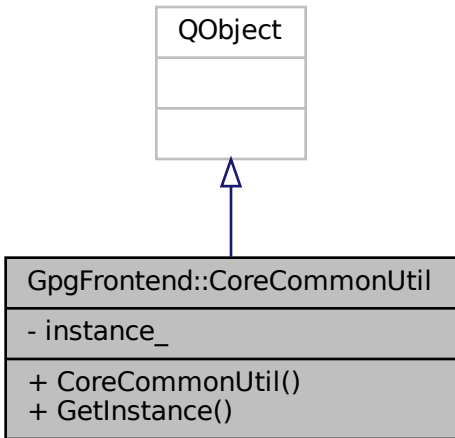 QObject
GpgFrontend::CoreCommonUtil
- instance_
+ CoreCommonUtil()
+ GetInstance()